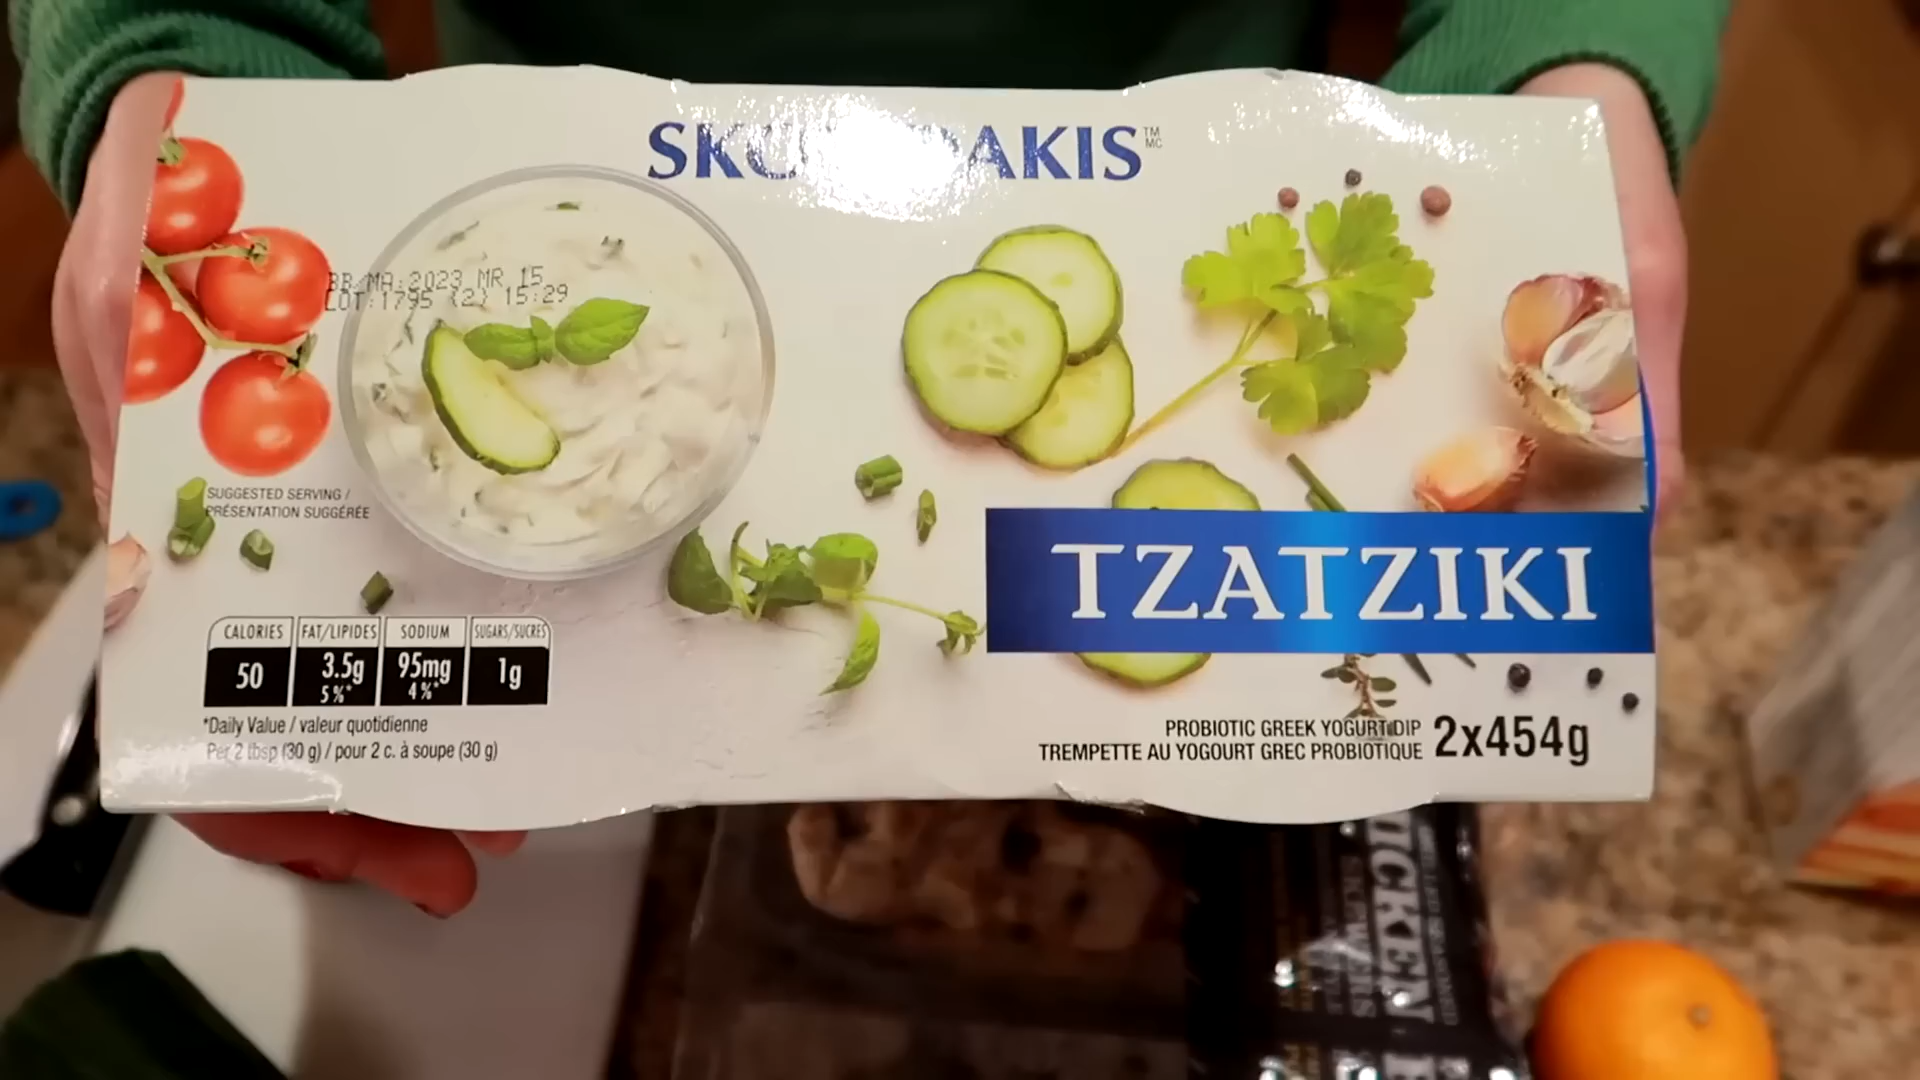 TM
MC
BB/MA:2023 MR 15
LOT:1795 (2) 15:29
SUGGESTED SERVING /
PRÉSENTATION SUGGÉRÉE
TZATZIKI
CALORIES FAT/LIPIDES SODIUM SUGARS/SUCRES
50 3.5g 95mg 1g
5%* 4%*
*Daily Value / valeur quotidienne
Per 2 tbsp (30 g) / pour 2 c. à soupe (30 g)
PROBIOTIC GREEK YOGURT DIP
TREMPETTE AU YOGOURT GREC PROBIOTIQUE 2x454g
CHICKEN
SKEWERS